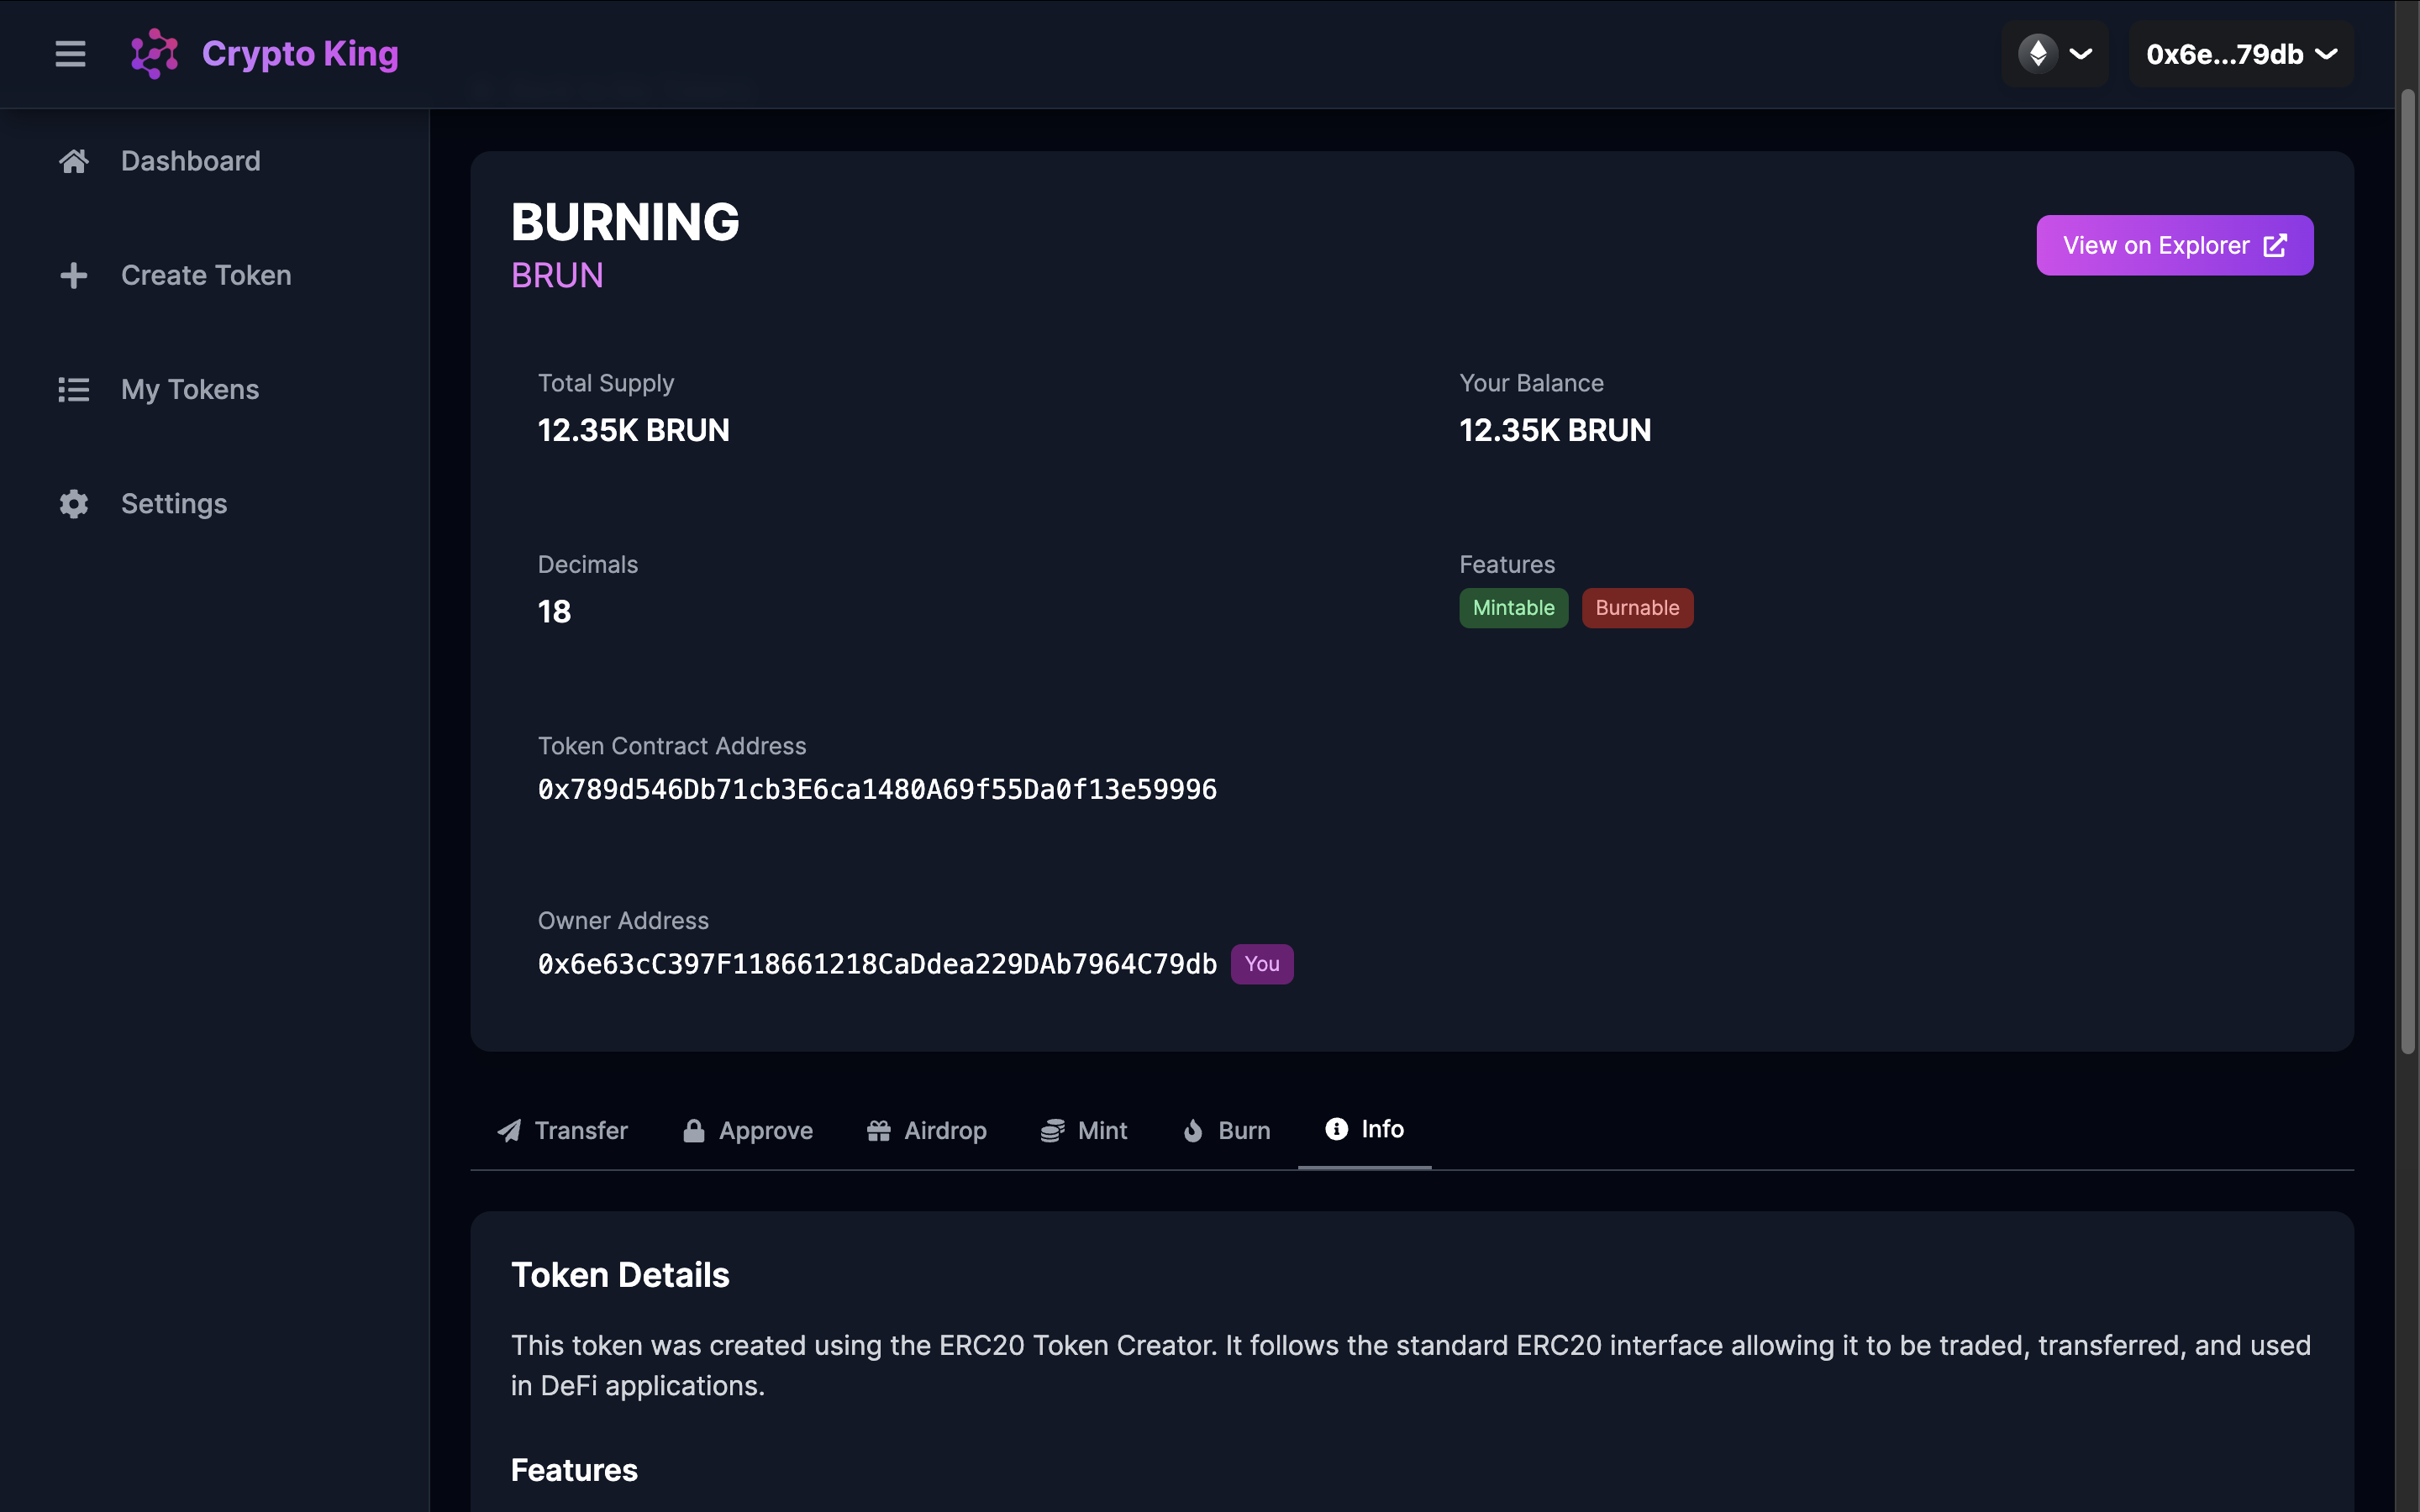 Crypto King
0x6e...79db
Dashboard
Create Token
My Tokens
Settings
BURNING
BRUN
View on Explorer
Total Supply
12.35K BRUN
Your Balance
12.35K BRUN
Decimals
18
Features
Mintable
Burnable
Token Contract Address
0x789d546Db71cb3E6ca1480A69f55Da0f13e59996
Owner Address
0x6e63cC397F118661218CaDdea229DAb7964C79db
You
Transfer
Approve
Airdrop
Mint
Burn
Info
Token Details
This token was created using the ERC20 Token Creator. It follows the standard ERC20 interface allowing it to be traded, transferred, and used
in DeFi applications.
Features